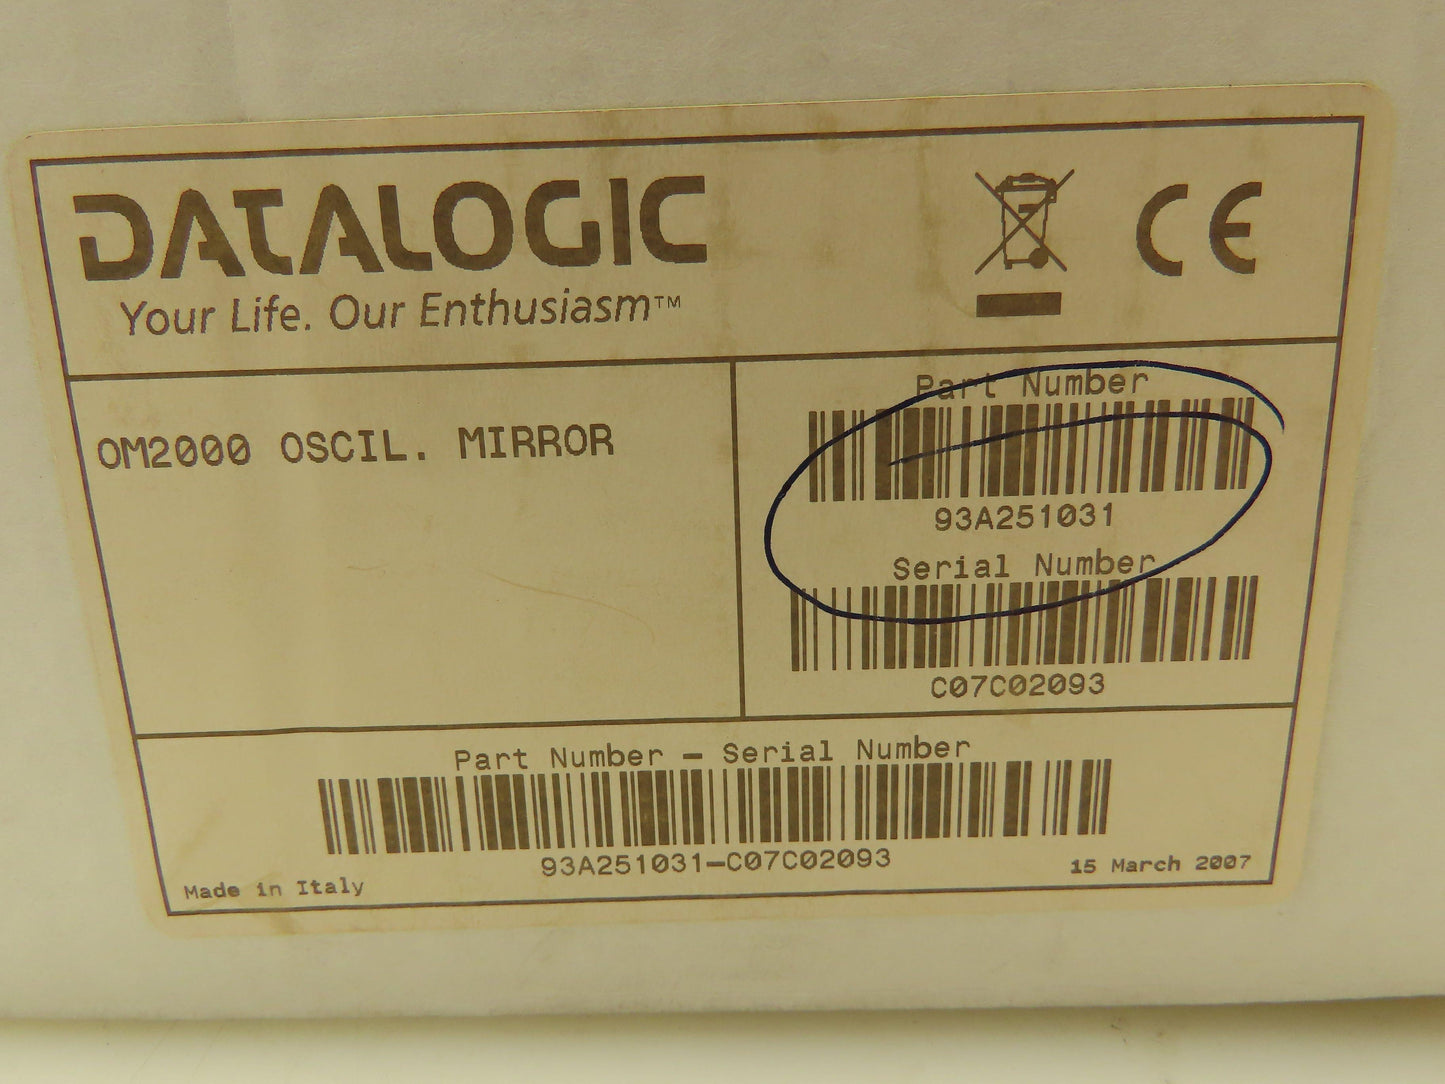 DATALOGIC
Your Life. Our Enthusiasm™
CE
OM2000 OSCIL. MIRROR
Part Number
93A251031
Serial Number
C07C02093
Part Number - Serial Number
93A251031-C07C02093
Made in Italy
15 March 2007